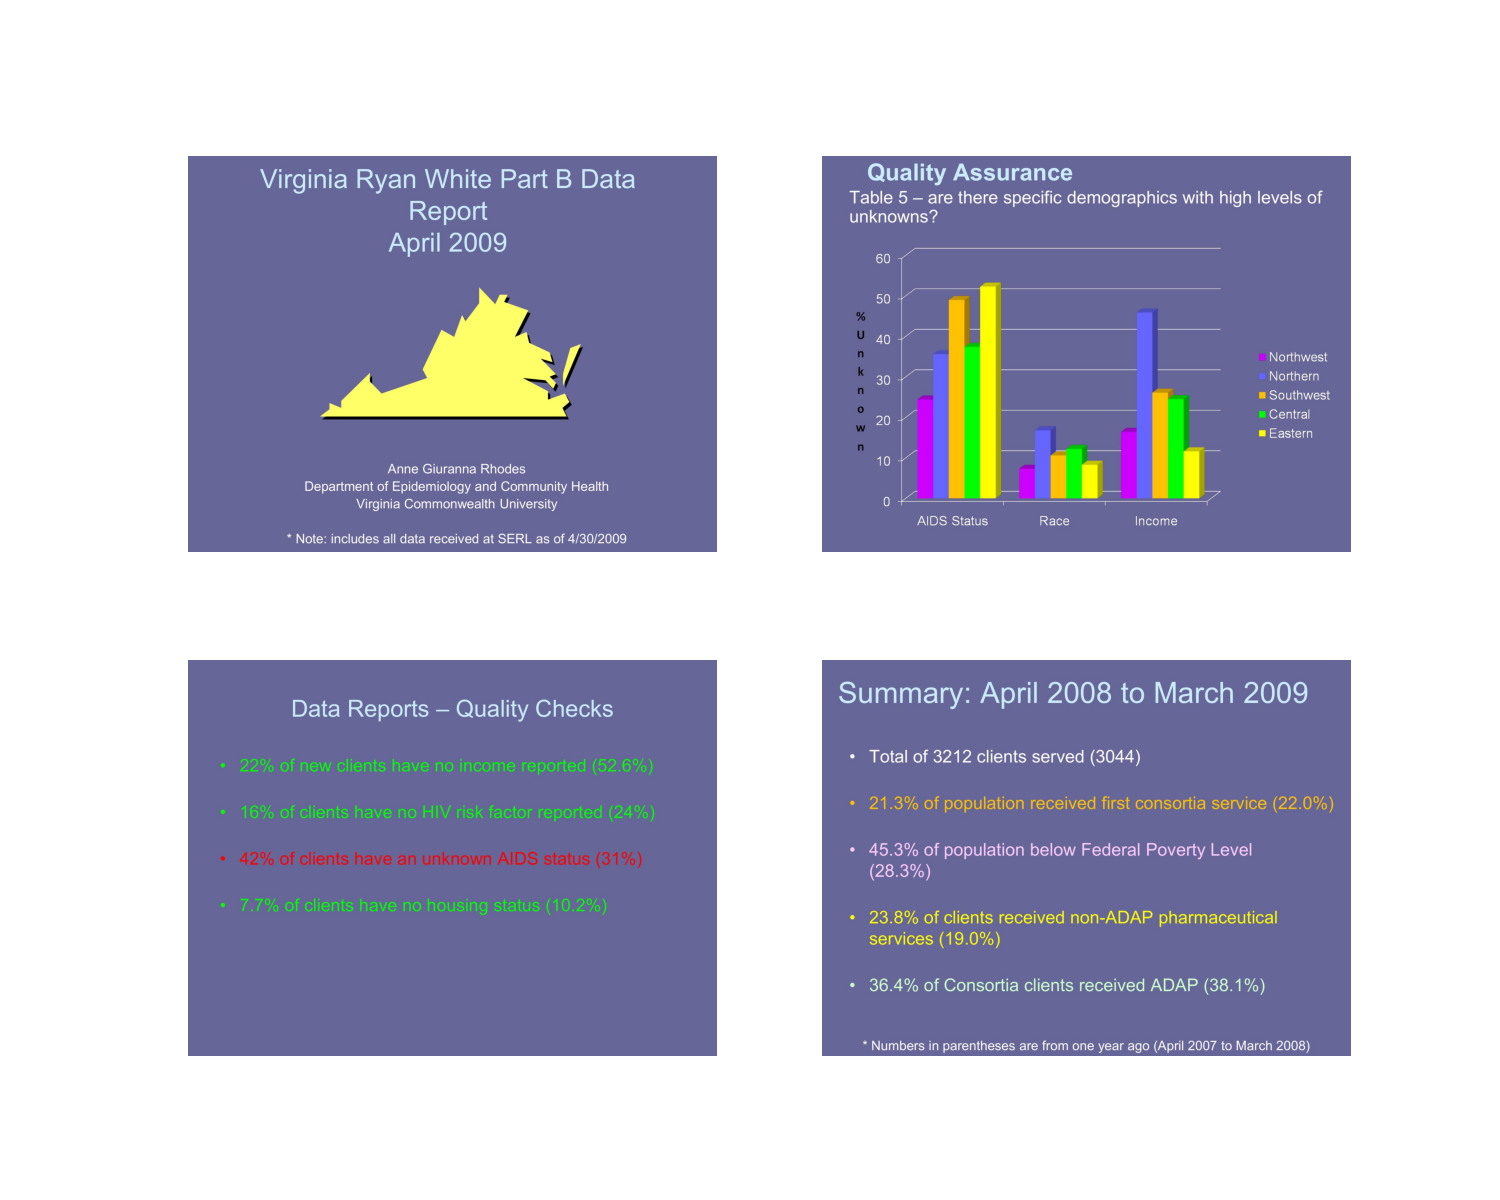 Virginia Ryan White Part B Data
Report
April 2009
Anne Giuranna Rhodes
Department of Epidemiology and Community Health
Virginia Commonwealth University
* Note: includes all data received at SERL as of 4/30/2009
Quality Assurance
Table 5 – are there specific demographics with high levels of
unknowns?
% Unknown
60
50
40
30
20
10
0
AIDS Status
Race
Income
Northwest
Northern
Southwest
Central
Eastern
Data Reports – Quality Checks
• 22% of new clients have no income reported (52.6%)
• 16% of clients have no HIV risk factor reported (24%)
• 42% of clients have an unknown AIDS status (31%)
• 7.7% of clients have no housing status (10.2%)
Summary: April 2008 to March 2009
• Total of 3212 clients served (3044)
• 21.3% of population received first consortia service (22.0%)
• 45.3% of population below Federal Poverty Level
(28.3%)
• 23.8% of clients received non-ADAP pharmaceutical
services (19.0%)
• 36.4% of Consortia clients received ADAP (38.1%)
* Numbers in parentheses are from one year ago (April 2007 to March 2008)